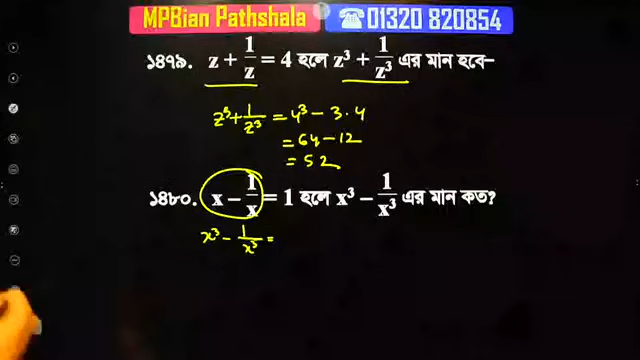 MPBian Pathshala ☎ 01320 820854
১৪৭৯. z + 1/z = 4 হলে z³ + 1/z³ এর মান হবে–
z³ + 1/z³ = 4³ – 3 · 4
= 64 – 12
= 52
১৪৮০. x – 1/x = 1 হলে x³ – 1/x³ এর মান কত?
x³ – 1/x³ =